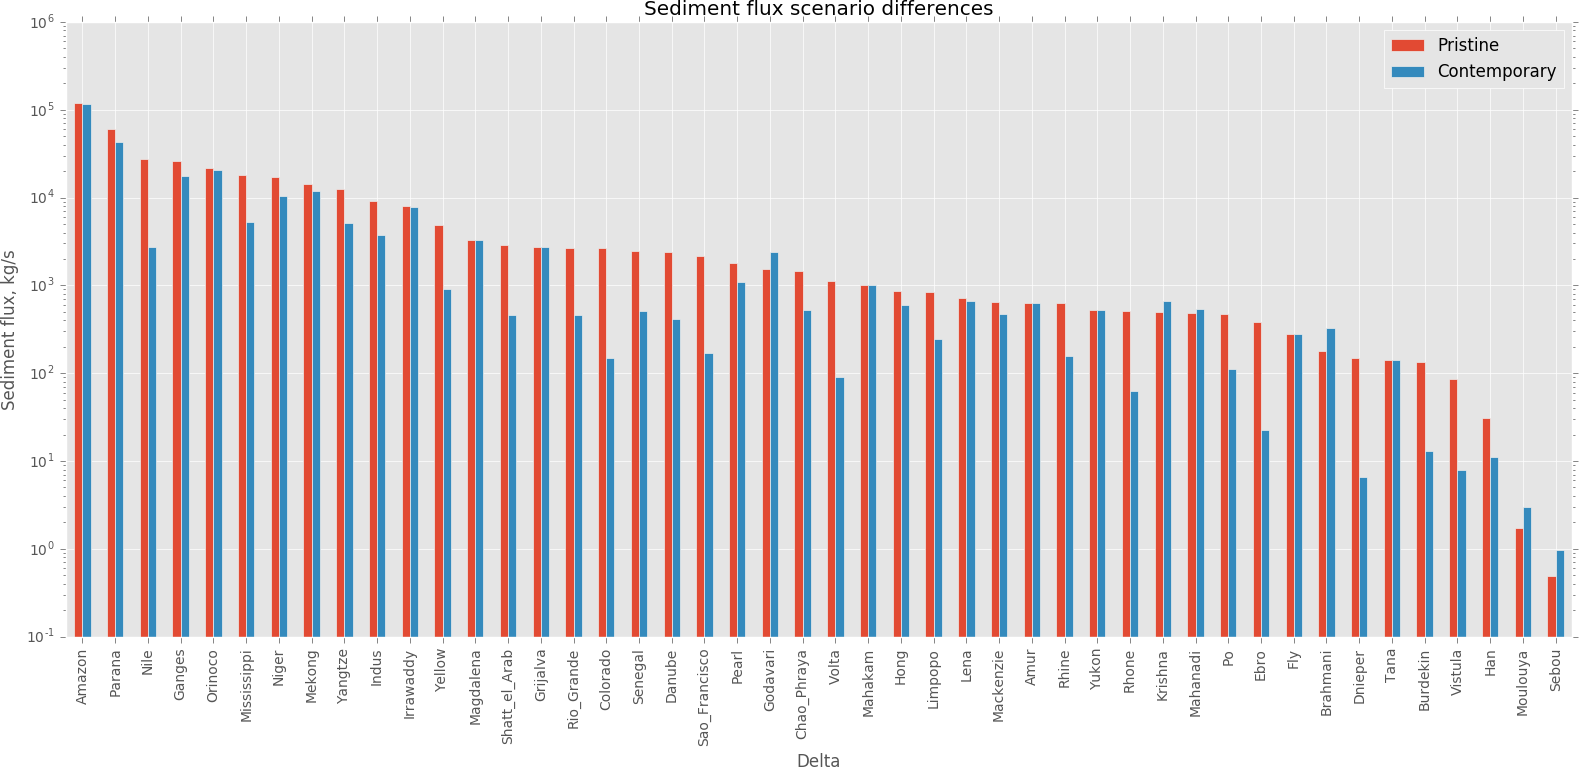 Sediment flux scenario differences
Pristine
Contemporary
10^6
10^5
10^4
10^3
10^2
10^1
10^0
10^-1
Sediment flux, kg/s
Amazon
Parana
Nile
Ganges
Orinoco
Mississippi
Niger
Mekong
Yangtze
Indus
Irrawaddy
Yellow
Magdalena
Shatt_el_Arab
Grijalva
Rio_Grande
Colorado
Senegal
Danube
Sao_Francisco
Pearl
Godavari
Chao_Phraya
Volta
Mahakam
Hong
Limpopo
Lena
Mackenzie
Amur
Rhine
Yukon
Rhone
Krishna
Mahanadi
Po
Ebro
Fly
Brahmani
Dnieper
Tana
Burdekin
Vistula
Han
Moulouya
Sebou
Delta